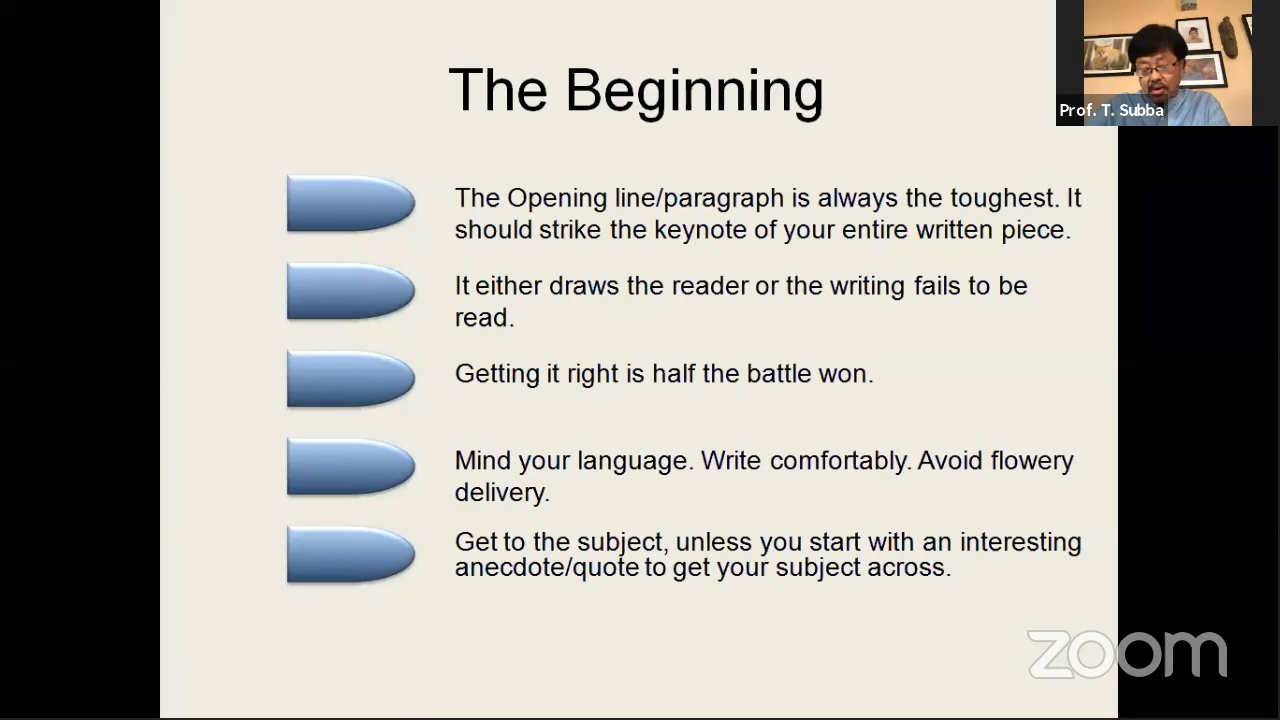 The Beginning
Prof. T. Subba
The Opening line/paragraph is always the toughest. It
should strike the keynote of your entire written piece.
It either draws the reader or the writing fails to be
read.
Getting it right is half the battle won.
Mind your language. Write comfortably. Avoid flowery
delivery.
Get to the subject, unless you start with an interesting
anecdote/quote to get your subject across.
zoom